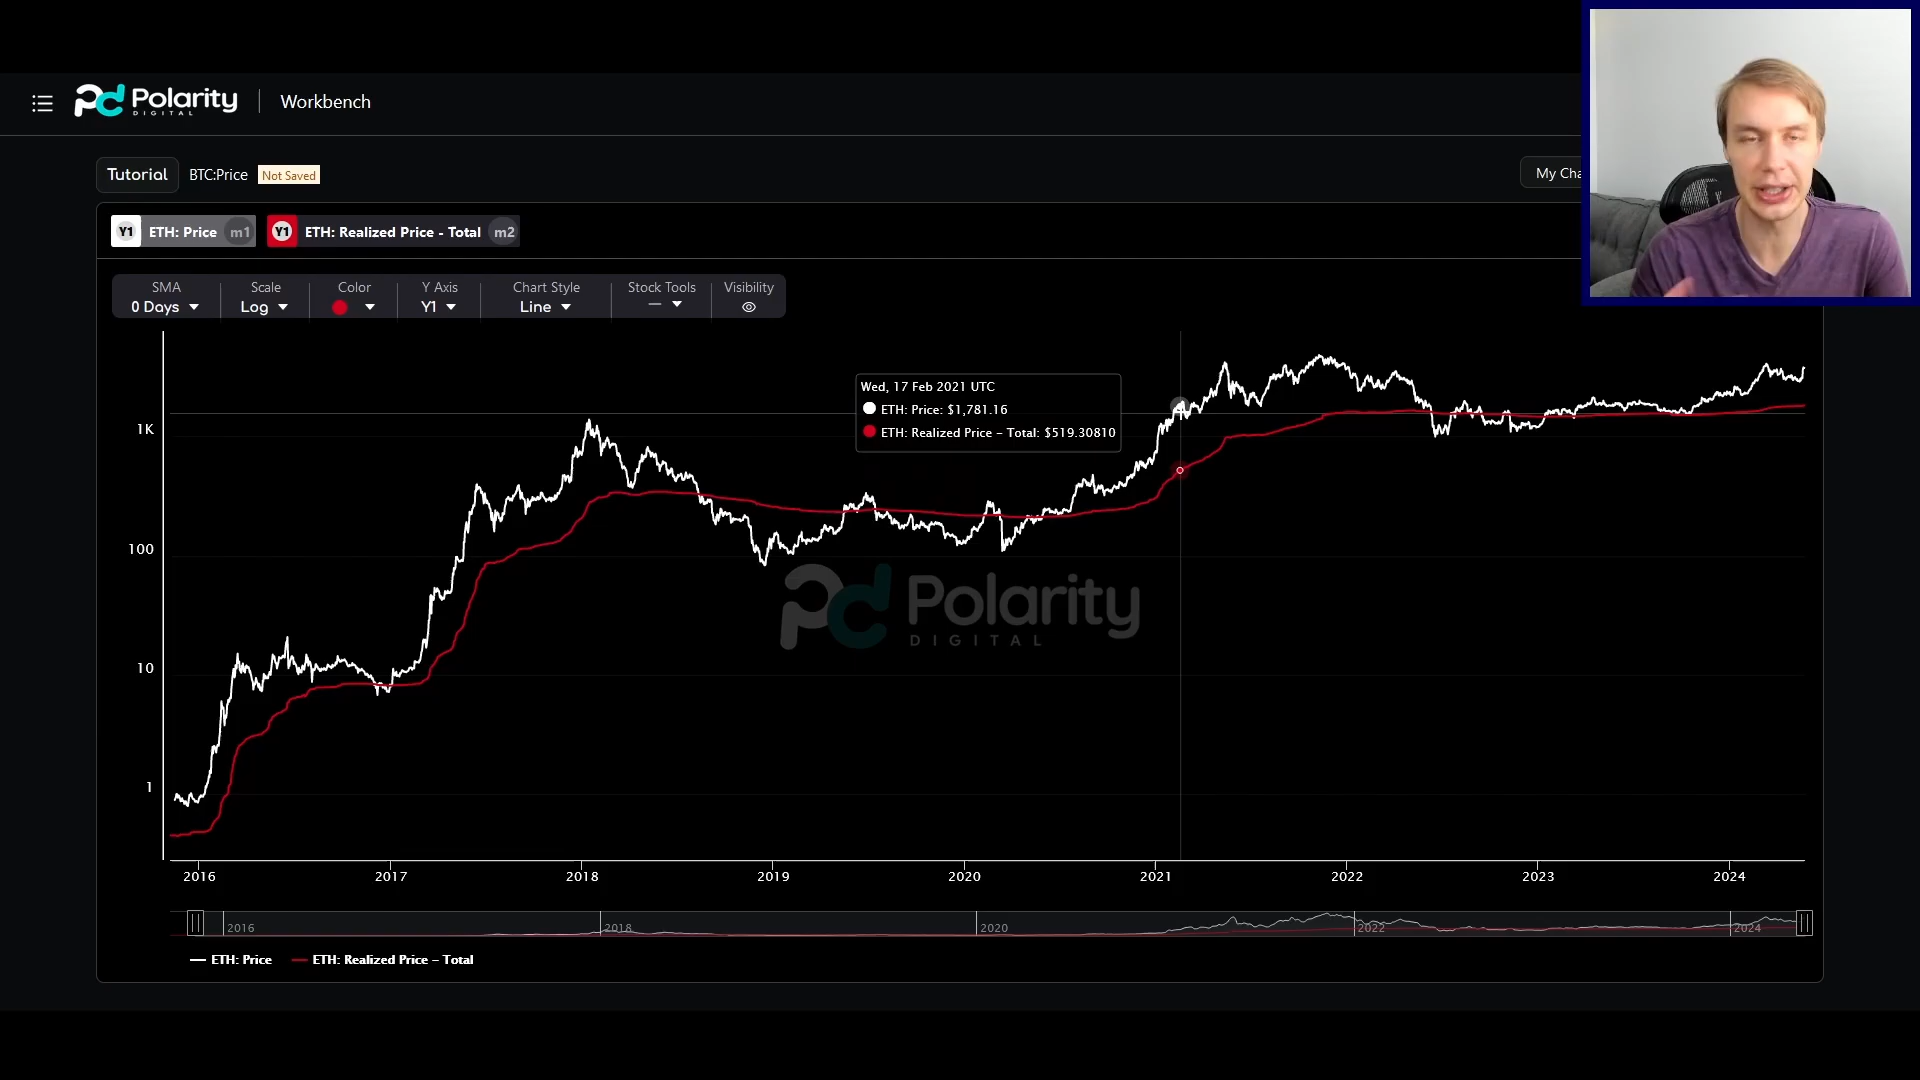 Polarity
DIGITAL
Workbench
Tutorial
BTC:Price
Not Saved
My Cha
Y1 ETH: Price m1
Y1 ETH: Realized Price - Total m2
SMA
0 Days
Scale
Log
Color
Y Axis
Y1
Chart Style
Line
Stock Tools
Visibility
Wed, 17 Feb 2021 UTC
ETH: Price: $1,781.16
ETH: Realized Price - Total: $519.30810
1K
100
10
1
Polarity
DIGITAL
2016 2017 2018 2019 2020 2021 2022 2023 2024
2016 2018 2020 2022 2024
ETH: Price ETH: Realized Price - Total